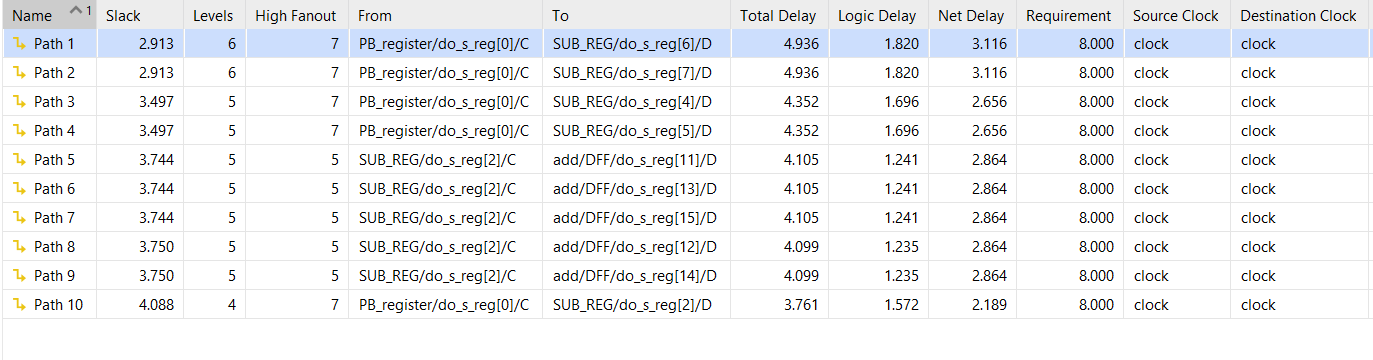 Name 1 Slack Levels High Fanout From To Total Delay Logic Delay Net Delay Requirement Source Clock Destination Clock
Path 1 2.913 6 7 PB_register/do_s_reg[0]/C SUB_REG/do_s_reg[6]/D 4.936 1.820 3.116 8.000 clock clock
Path 2 2.913 6 7 PB_register/do_s_reg[0]/C SUB_REG/do_s_reg[7]/D 4.936 1.820 3.116 8.000 clock clock
Path 3 3.497 5 7 PB_register/do_s_reg[0]/C SUB_REG/do_s_reg[4]/D 4.352 1.696 2.656 8.000 clock clock
Path 4 3.497 5 7 PB_register/do_s_reg[0]/C SUB_REG/do_s_reg[5]/D 4.352 1.696 2.656 8.000 clock clock
Path 5 3.744 5 5 SUB_REG/do_s_reg[2]/C add/DFF/do_s_reg[11]/D 4.105 1.241 2.864 8.000 clock clock
Path 6 3.744 5 5 SUB_REG/do_s_reg[2]/C add/DFF/do_s_reg[13]/D 4.105 1.241 2.864 8.000 clock clock
Path 7 3.744 5 5 SUB_REG/do_s_reg[2]/C add/DFF/do_s_reg[15]/D 4.105 1.241 2.864 8.000 clock clock
Path 8 3.750 5 5 SUB_REG/do_s_reg[2]/C add/DFF/do_s_reg[12]/D 4.099 1.235 2.864 8.000 clock clock
Path 9 3.750 5 5 SUB_REG/do_s_reg[2]/C add/DFF/do_s_reg[14]/D 4.099 1.235 2.864 8.000 clock clock
Path 10 4.088 4 7 PB_register/do_s_reg[0]/C SUB_REG/do_s_reg[2]/D 3.761 1.572 2.189 8.000 clock clock